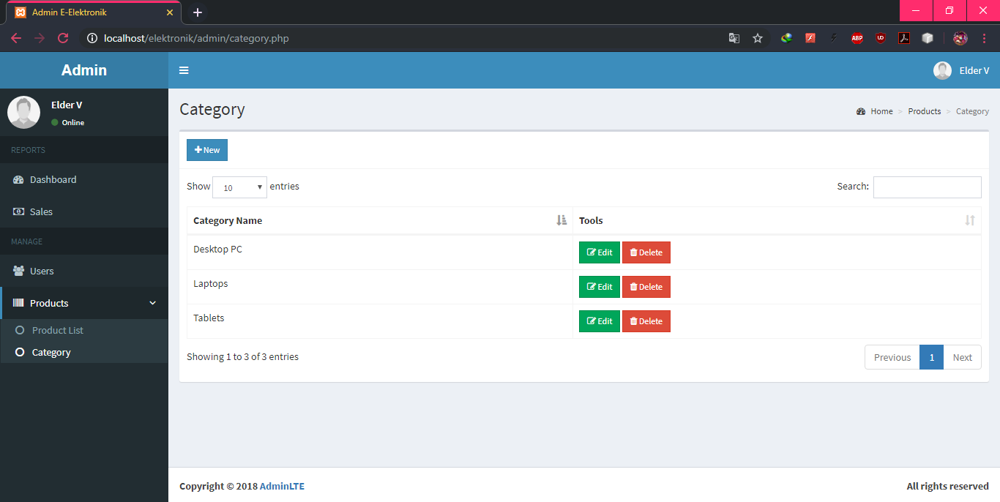 Admin E-Elektronik
localhost/elektronik/admin/category.php
ABP
UD
Admin
Elder V
Elder V
Online
Category
Home > Products > Category
REPORTS
Dashboard
Sales
MANAGE
Users
Products
Product List
Category
New
Show 10 entries
Search:
Category Name
Tools
Desktop PC
Edit
Delete
Laptops
Edit
Delete
Tablets
Edit
Delete
Showing 1 to 3 of 3 entries
Previous
1
Next
Copyright © 2018 AdminLTE
All rights reserved